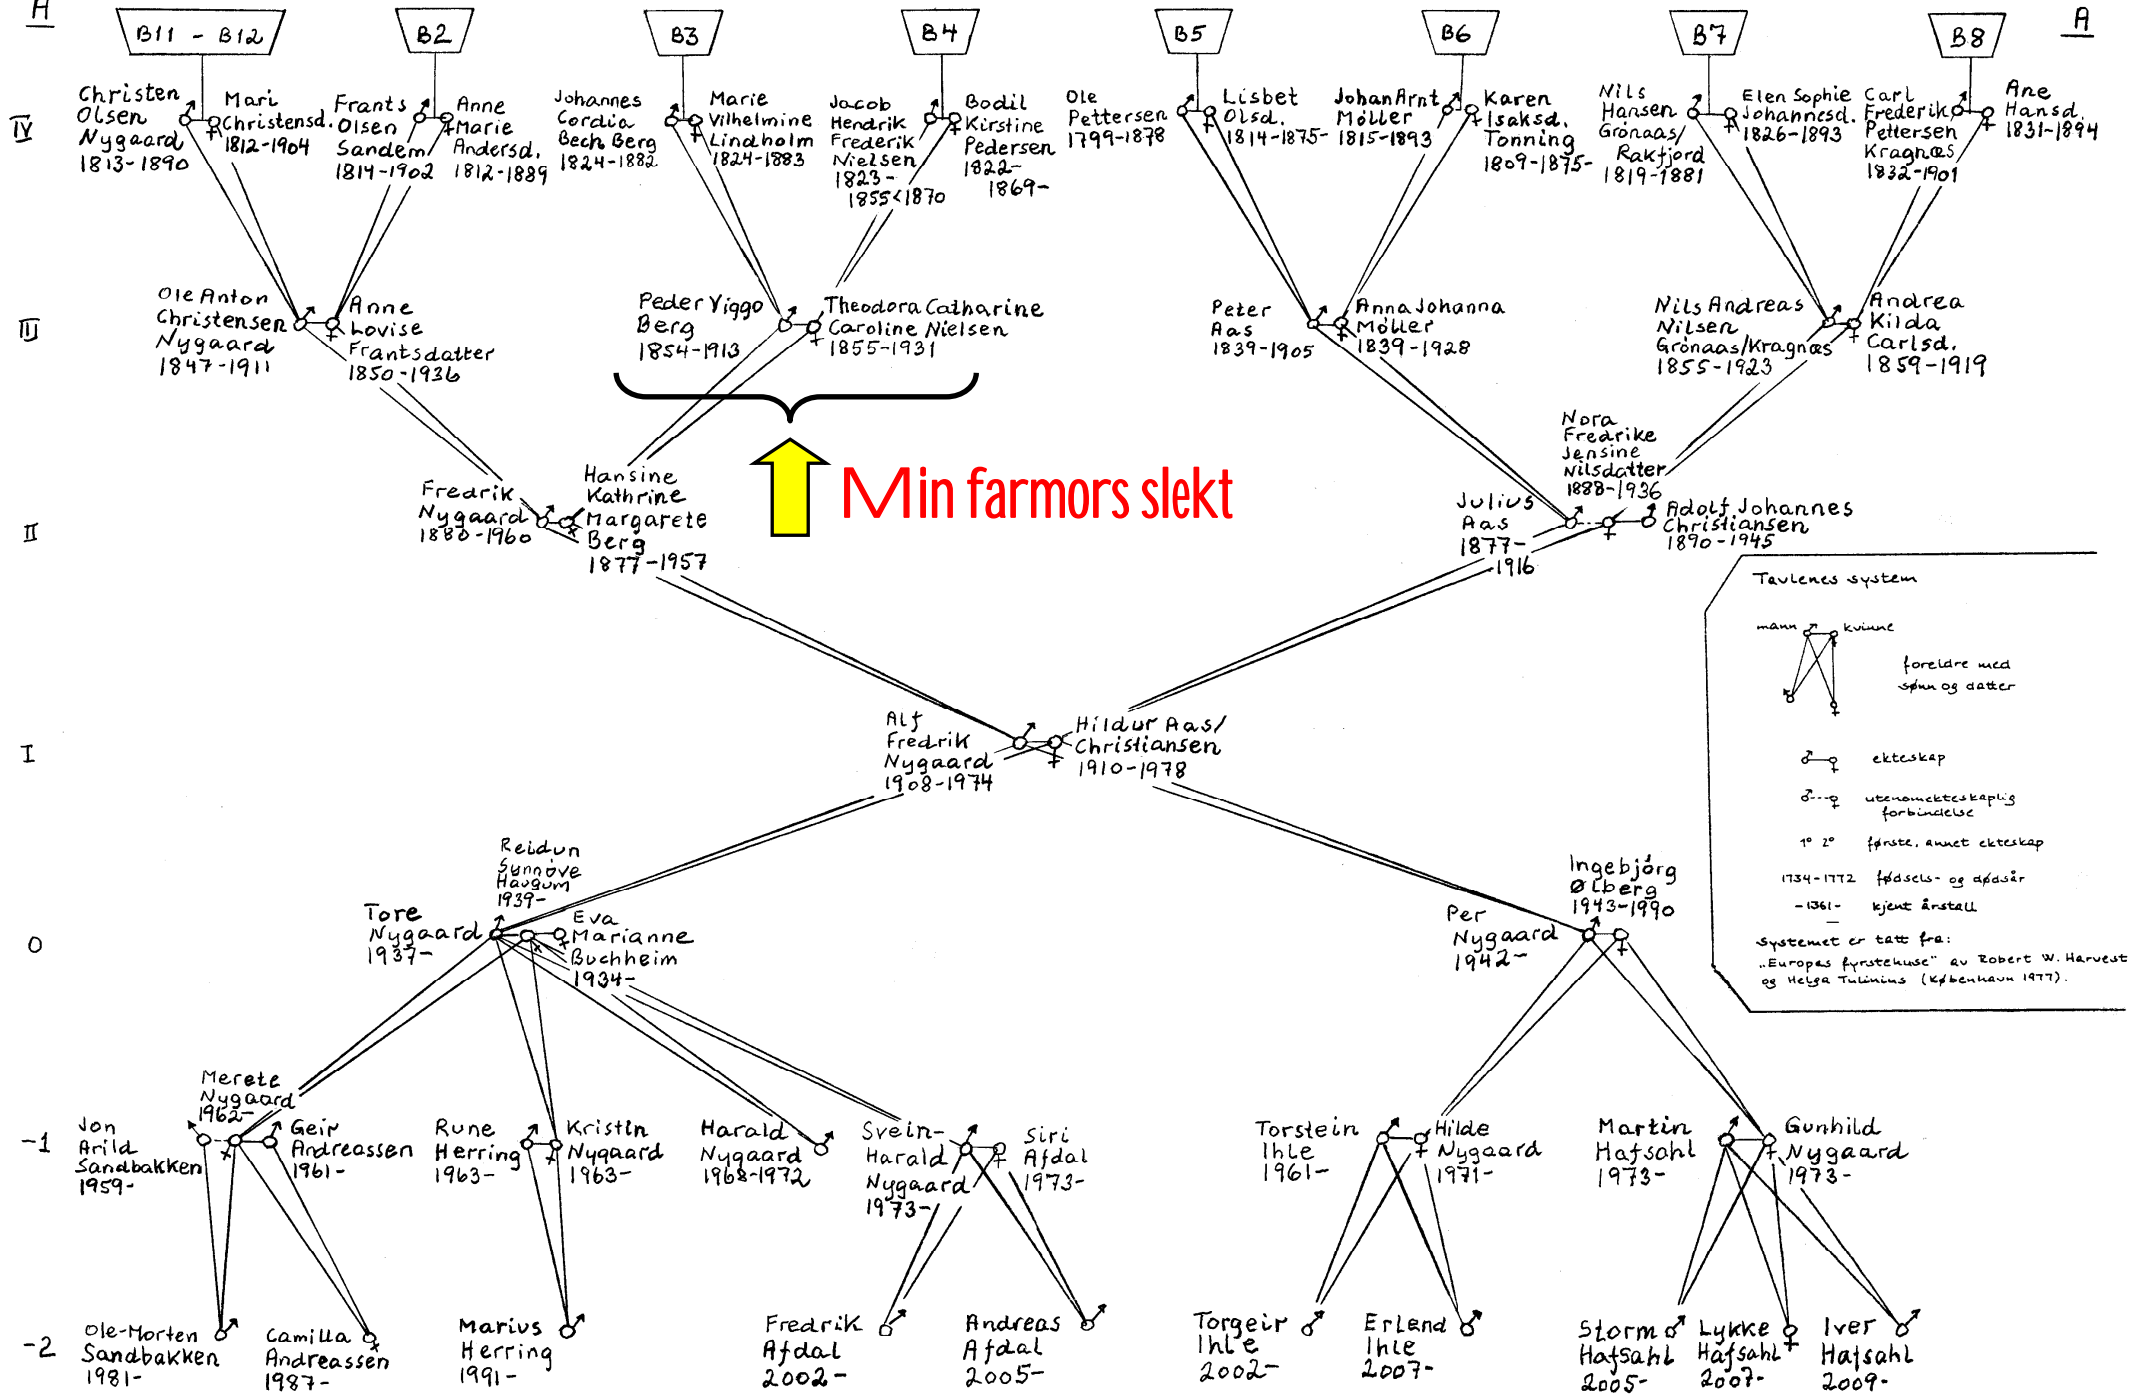 A
B11 - B12
B2
B3
B4
B5
B6
B7
B8
A
IV
Christen
Olsen
Nygaard
1813-1890
Mari
Christensd.
1812-1904
Frants
Olsen
Sandem
1814-1902
Anne
Marie
Andersd.
1812-1889
Johannes
Cordia
Bech Berg
1824-1882
Marie
Vilhelmine
Lindholm
1824-1883
Jacob
Hendrik
Frederik
Nielsen
1823-
1855<1870
Bodil
Kirstine
Pedersen
1822-
1869-
Ole
Pettersen
1799-1878
Lisbet
Olsd.
1814-1875-
Johan Arnt
Möller
1815-1893
Karen
Isaksd.
Tonning
1809-1875-
Nils
Hansen
Grönaas/
Rakfjord
1819-1881
Elen Sophie
Johannesd.
1826-1893
Carl
Frederik
Pettersen
Kragnæs
1832-1901
Ane
Hansd.
1831-1894
III
Ole Anton
Christensen
Nygaard
1847-1911
Anne
Lovise
Frantsdatter
1850-1936
Peder Viggo
Berg
1854-1913
Theodora Catharine
Caroline Nielsen
1855-1931
Peter
Aas
1839-1905
Anna Johanna
Möller
1839-1928
Nils Andreas
Nilsen
Grönaas/Kragnæs
1855-1923
Andrea
Kilda
Carlsd.
1859-1919
Min farmors slekt
II
Fredrik
Nygaard
1880-1960
Hansine
Kathrine
Margarete
Berg
1877-1957
Julius
Aas
1877-
-1916
Nora
Fredrike
Jensine
Nilsdatter
1888-1936
Adolf Johannes
Christiansen
1890-1945
Tavlenes system
mann
kvinne
foreldre med
sønn og datter
ekteskap
utenomekteskaplig
forbindelse
1° 2° første, annet ekteskap
1734-1772 fødsels- og dødsår
-1361- kjent årstall
Systemet er tatt fra:
„Europas fyrstehuse" av Robert W. Harvest
og Helga Tulinius (København 1977).
I
Alf
Fredrik
Nygaard
1908-1974
Hildur Aas/
Christiansen
1910-1978
0
Tore
Nygaard
1937-
Reidun
Synnöve
Haugum
1939-
Eva
Marianne
Buchheim
1934-
Per
Nygaard
1942-
Ingebjörg
Ølberg
1943-1990
-1
Jon
Arild
Sandbakken
1959-
Merete
Nygaard
1962-
Geir
Andreassen
1961-
Rune
Herring
1963-
Kristin
Nygaard
1963-
Harald
Nygaard
1968-1972
Svein-
Harald
Nygaard
1973-
Siri
Afdal
1973-
Torstein
Ihle
1961-
Hilde
Nygaard
1971-
Martin
Hafsahl
1973-
Gunhild
Nygaard
1973-
-2
Ole-Morten
Sandbakken
1981-
Camilla
Andreassen
1987-
Marius
Herring
1991-
Fredrik
Afdal
2002-
Andreas
Afdal
2005-
Torgeir
Ihle
2002-
Erlend
Ihle
2007-
Storm
Hafsahl
2005-
Lykke
Hafsahl
2007-
Iver
Hafsahl
2009-